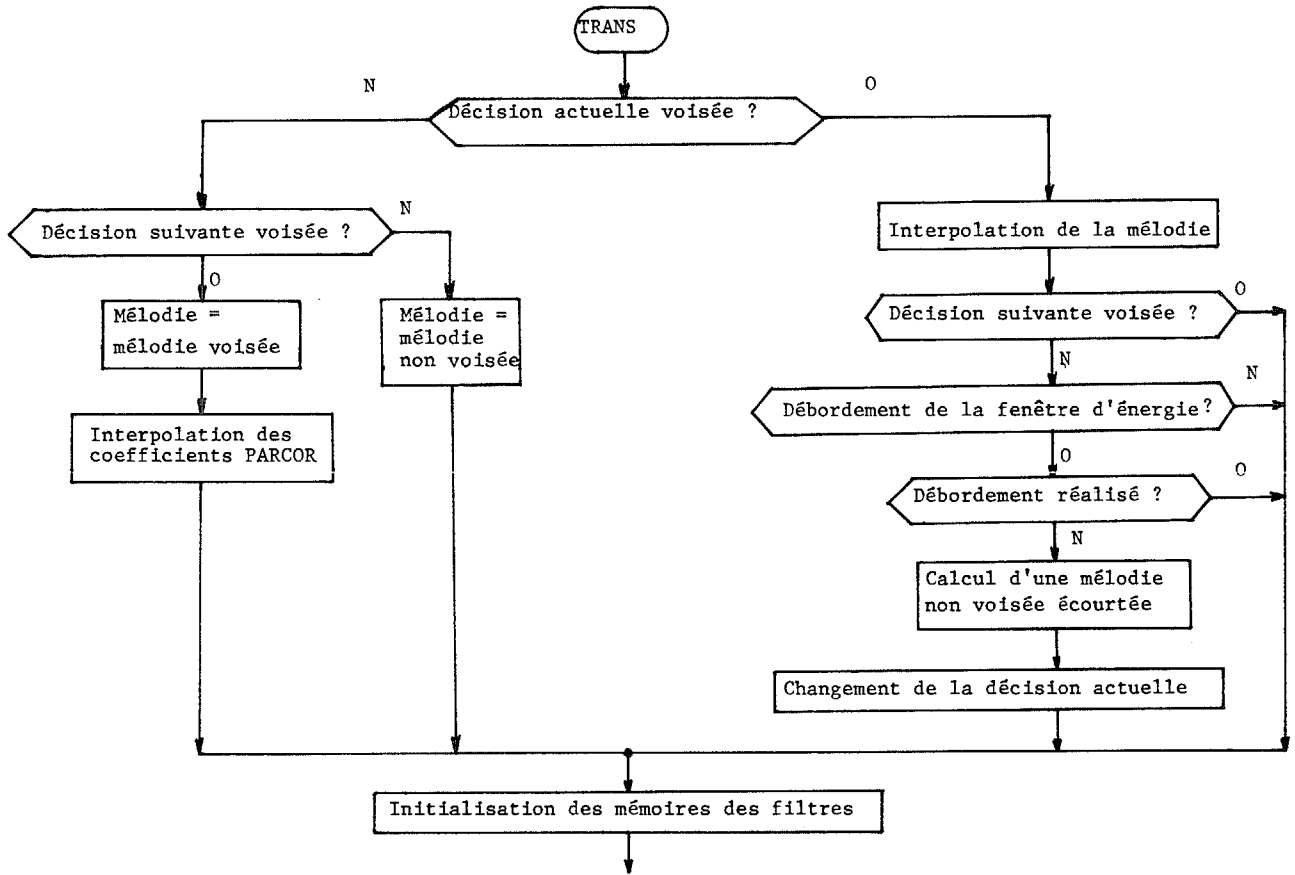 TRANS
N
O
Décision actuelle voisée ?
Décision suivante voisée ?
N
O
Mélodie =
mélodie voisée
Interpolation des
coefficients PARCOR
Mélodie =
mélodie
non voisée
Interpolation de la mélodie
Décision suivante voisée ?
O
N
Débordement de la fenêtre d'énergie ?
N
O
Débordement réalisé ?
O
N
Calcul d'une mélodie
non voisée écourtée
Changement de la décision actuelle
Initialisation des mémoires des filtres